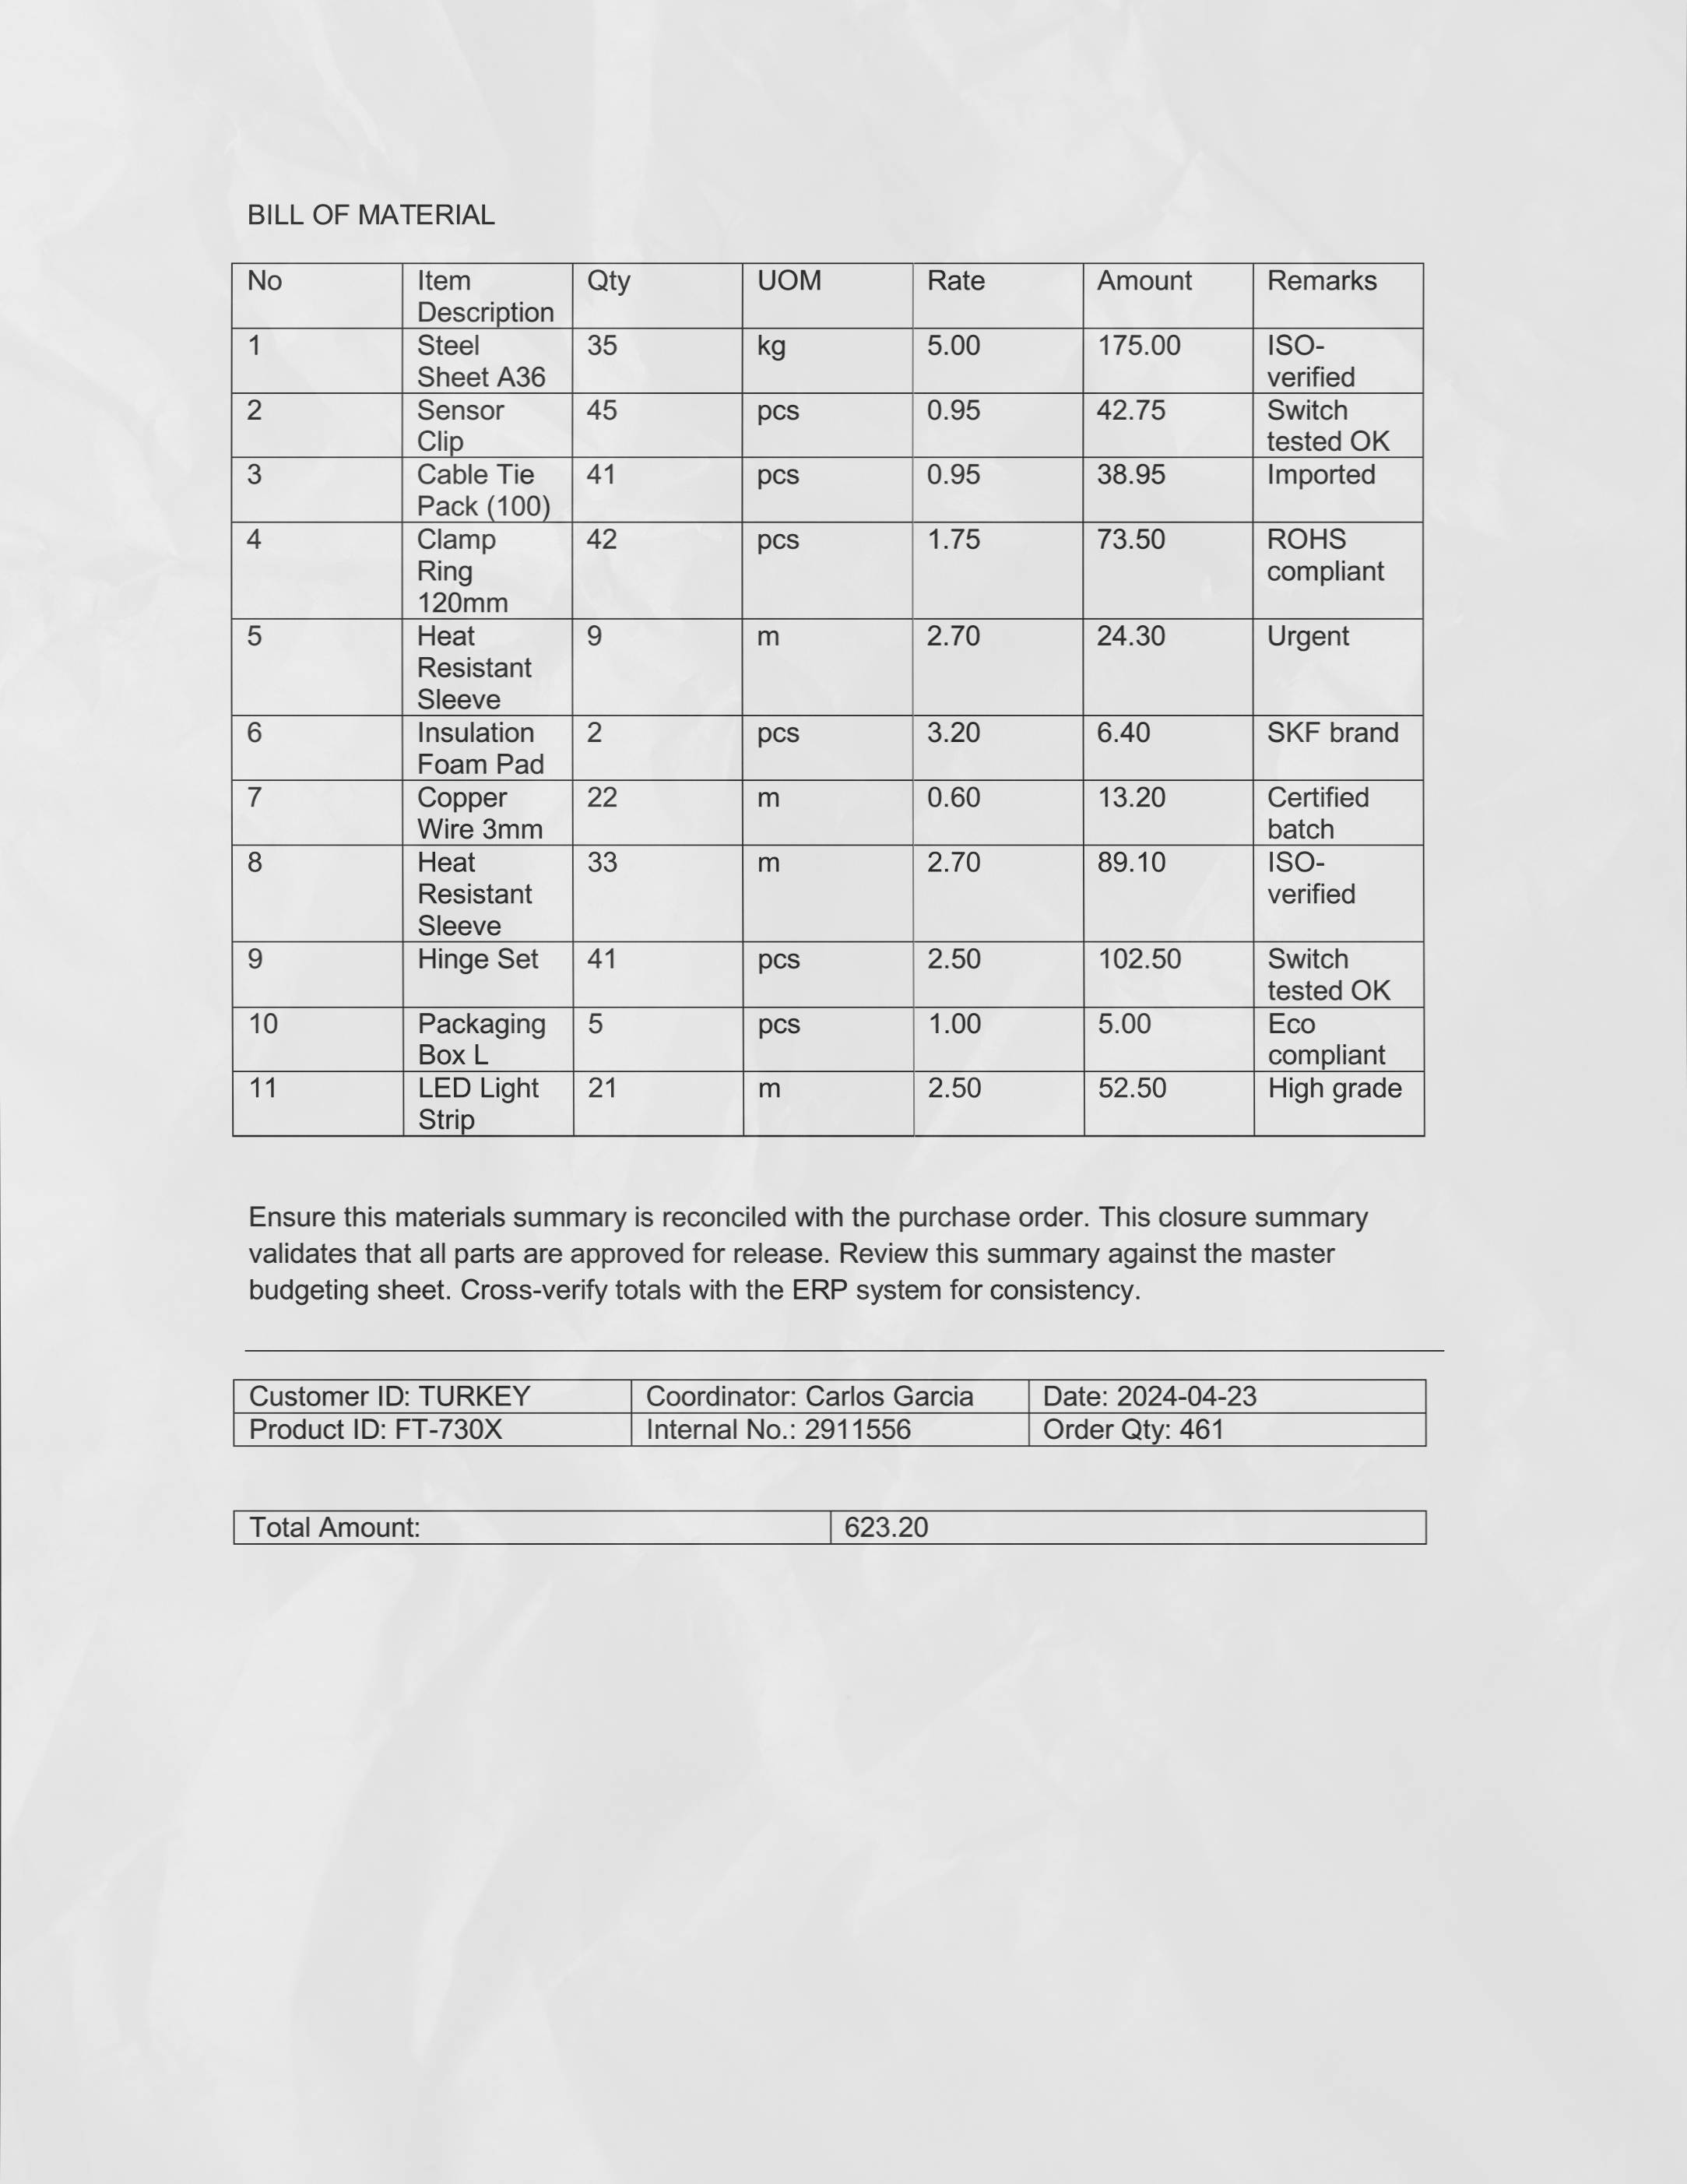 BILL OF MATERIAL
No Item Description Qty UOM Rate Amount Remarks
1 Steel Sheet A36 35 kg 5.00 175.00 ISO-verified
2 Sensor Clip 45 pcs 0.95 42.75 Switch tested OK
3 Cable Tie Pack (100) 41 pcs 0.95 38.95 Imported
4 Clamp Ring 120mm 42 pcs 1.75 73.50 ROHS compliant
5 Heat Resistant Sleeve 9 m 2.70 24.30 Urgent
6 Insulation Foam Pad 2 pcs 3.20 6.40 SKF brand
7 Copper Wire 3mm 22 m 0.60 13.20 Certified batch
8 Heat Resistant Sleeve 33 m 2.70 89.10 ISO-verified
9 Hinge Set 41 pcs 2.50 102.50 Switch tested OK
10 Packaging Box L 5 pcs 1.00 5.00 Eco compliant
11 LED Light Strip 21 m 2.50 52.50 High grade
Ensure this materials summary is reconciled with the purchase order. This closure summary
validates that all parts are approved for release. Review this summary against the master
budgeting sheet. Cross-verify totals with the ERP system for consistency.
Customer ID: TURKEY Coordinator: Carlos Garcia Date: 2024-04-23
Product ID: FT-730X Internal No.: 2911556 Order Qty: 461
Total Amount: 623.20